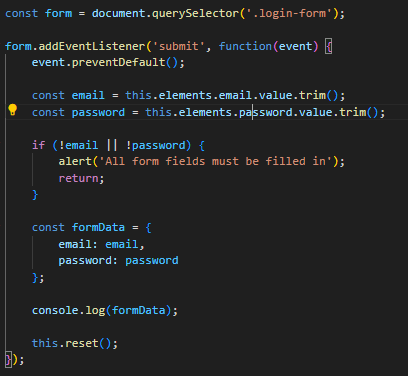 const form = document.querySelector('.login-form');
form.addEventListener('submit', function(event) {
event.preventDefault();
const email = this.elements.email.value.trim();
const password = this.elements.password.value.trim();
if (!email || !password) {
alert('All form fields must be filled in');
return;
}
const formData = {
email: email,
password: password
};
console.log(formData);
this.reset();
});